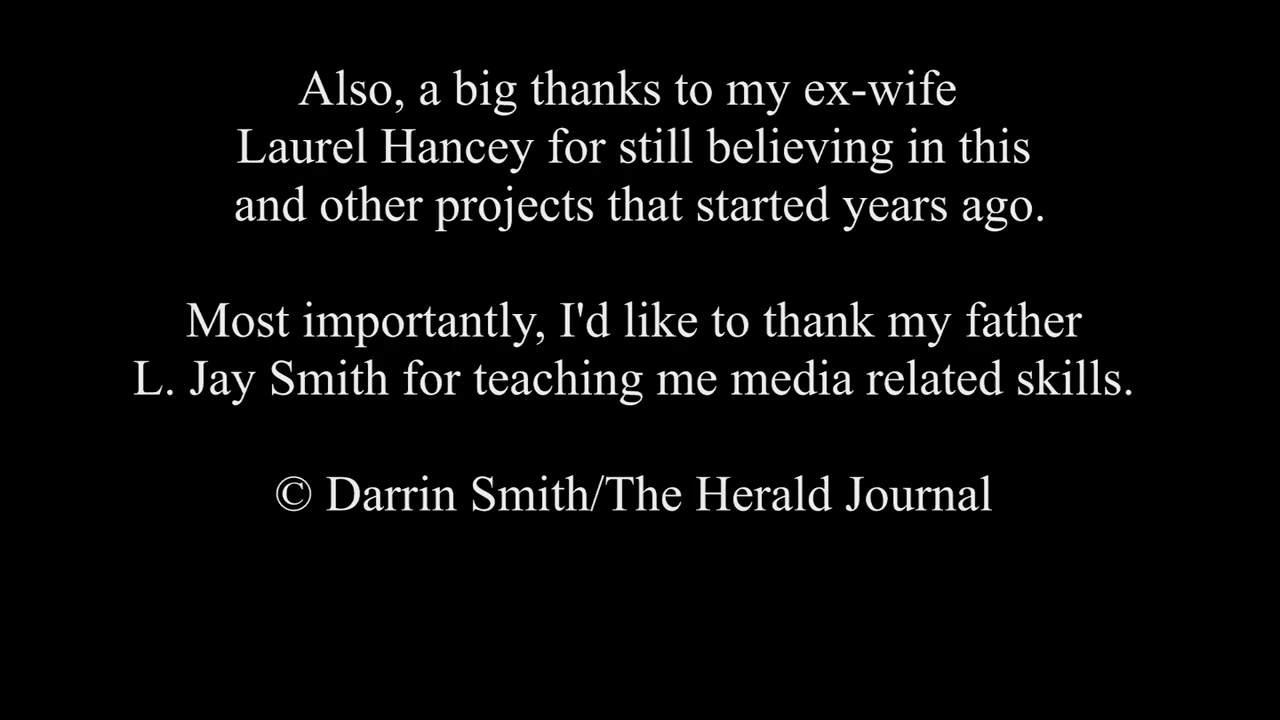 Also, a big thanks to my ex-wife
Laurel Hancey for still believing in this
and other projects that started years ago.
Most importantly, I'd like to thank my father
L. Jay Smith for teaching me media related skills.
© Darrin Smith/The Herald Journal